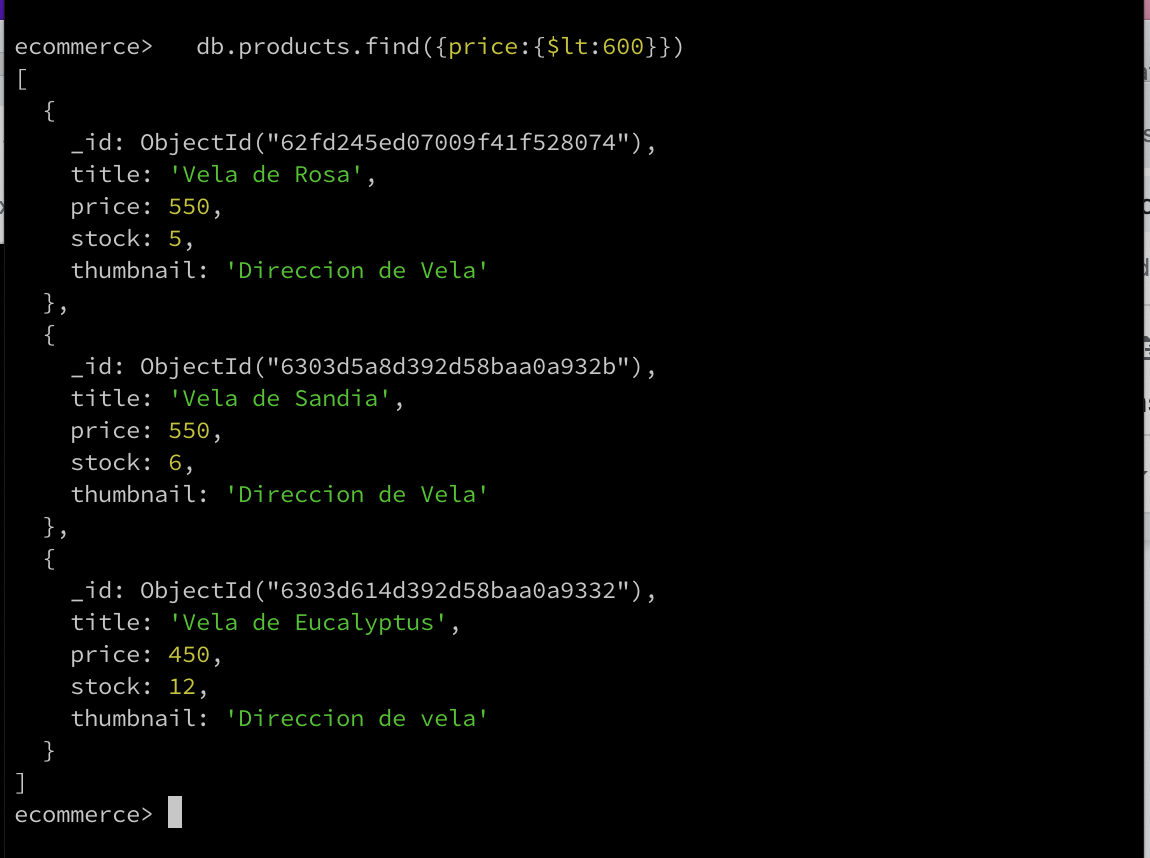 ecommerce>   db.products.find({price:{$lt:600}})
[
  {
    _id: ObjectId("62fd245ed07009f41f528074"),
    title: 'Vela de Rosa',
    price: 550,
    stock: 5,
    thumbnail: 'Direccion de Vela'
  },
  {
    _id: ObjectId("6303d5a8d392d58baa0a932b"),
    title: 'Vela de Sandia',
    price: 550,
    stock: 6,
    thumbnail: 'Direccion de Vela'
  },
  {
    _id: ObjectId("6303d614d392d58baa0a9332"),
    title: 'Vela de Eucalyptus',
    price: 450,
    stock: 12,
    thumbnail: 'Direccion de vela'
  }
]
ecommerce>